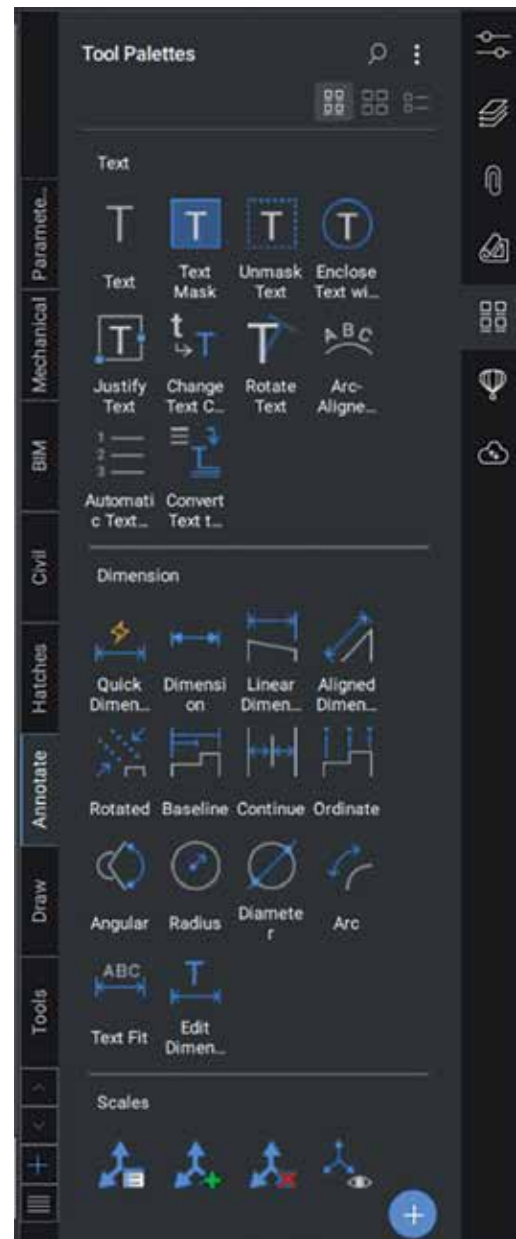 Tool Palettes
Text
Text
Text
Mask
Unmask
Text
Enclose
Text wi...
Justify
Text
Change
Text C...
Rotate
Text
Arc-
Aligne...
Automati
c Text...
Convert
Text t...
Dimension
Quick
Dimen...
Dimensi
on
Linear
Dimen...
Aligned
Dimen...
Rotated
Baseline
Continue
Ordinate
Angular
Radius
Diamete
r
Arc
Text Fit
Edit
Dimen...
Scales
Paramete...
Mechanical
BIM
Civil
Hatches
Annotate
Draw
Tools